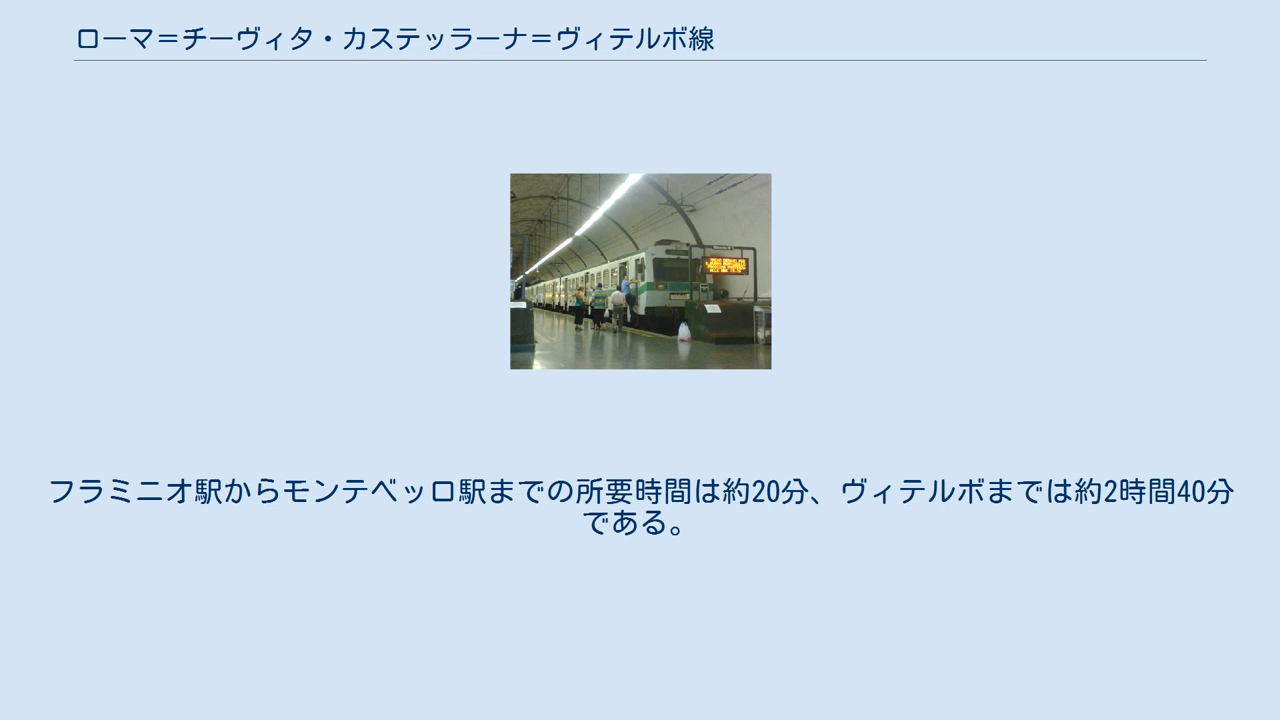 ローマ＝チーヴィタ・カステッラーナ＝ヴィテルボ線
フラミニオ駅からモンテベッロ駅までの所要時間は約20分、ヴィテルボまでは約2時間40分
である。